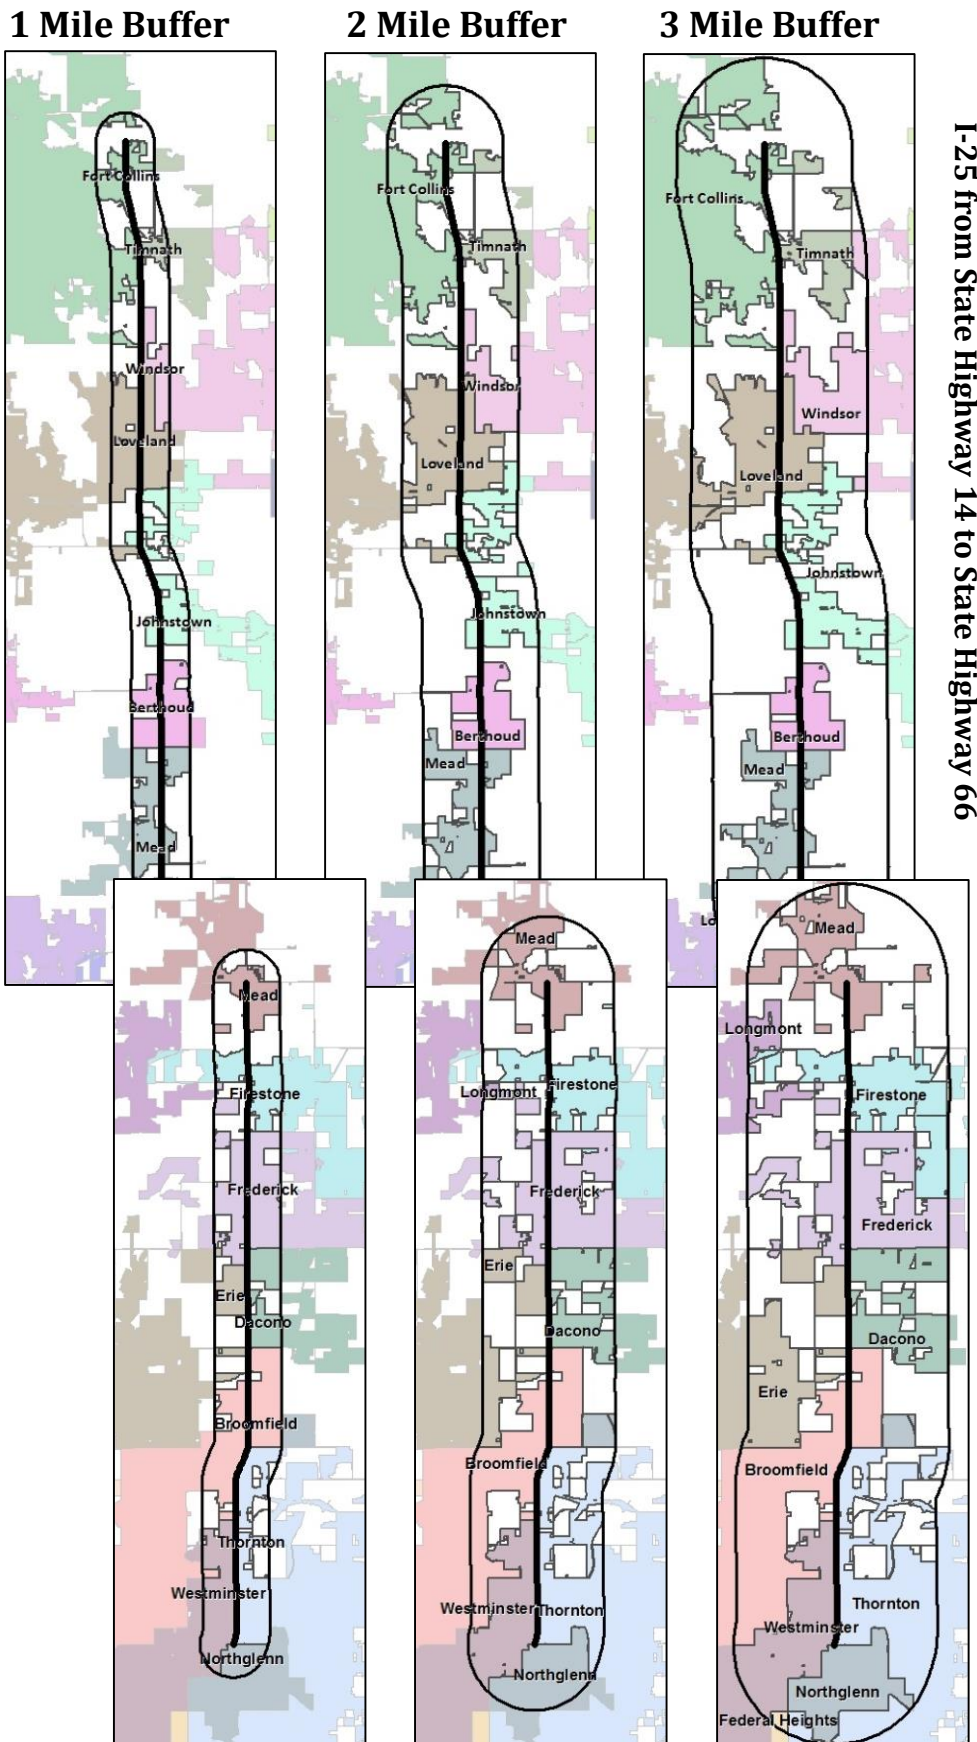 1 Mile Buffer
2 Mile Buffer
3 Mile Buffer
I-25 from State Highway 14 to State Highway 66
Fort Collins
Timnath
Windsor
Loveland
Johnstown
Berthoud
Mead
Fort Collins
Timnath
Windsor
Loveland
Johnstown
Berthoud
Mead
Fort Collins
Timnath
Windsor
Loveland
Johnstown
Berthoud
Mead
Lo
Mead
Firestone
Frederick
Erie
Dacono
Broomfield
Thornton
Westminster
Northglenn
Mead
Longmont
Firestone
Frederick
Erie
Dacono
Broomfield
Westminster
Thornton
Northglenn
Mead
Longmont
Firestone
Frederick
Dacono
Erie
Broomfield
Thornton
Westminster
Northglenn
Federal Heights